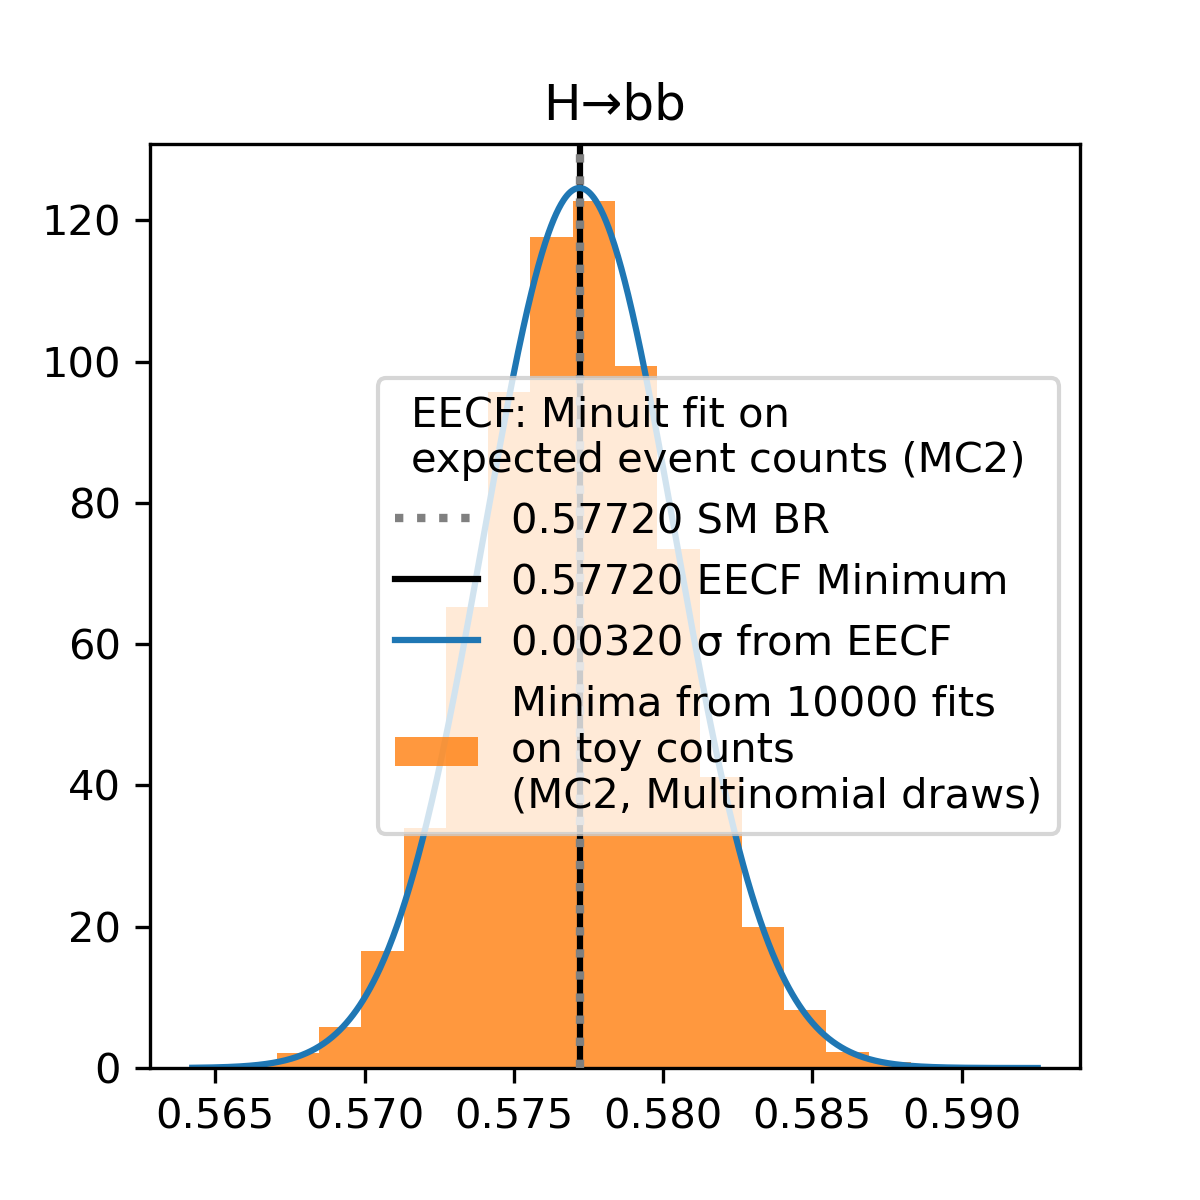 H→bb
120
100
80
60
40
20
0
EECF: Minuit fit on
expected event counts (MC2)
0.57720 SM BR
0.57720 EECF Minimum
0.00320 σ from EECF
Minima from 10000 fits
on toy counts
(MC2, Multinomial draws)
0.565 0.570 0.575 0.580 0.585 0.590